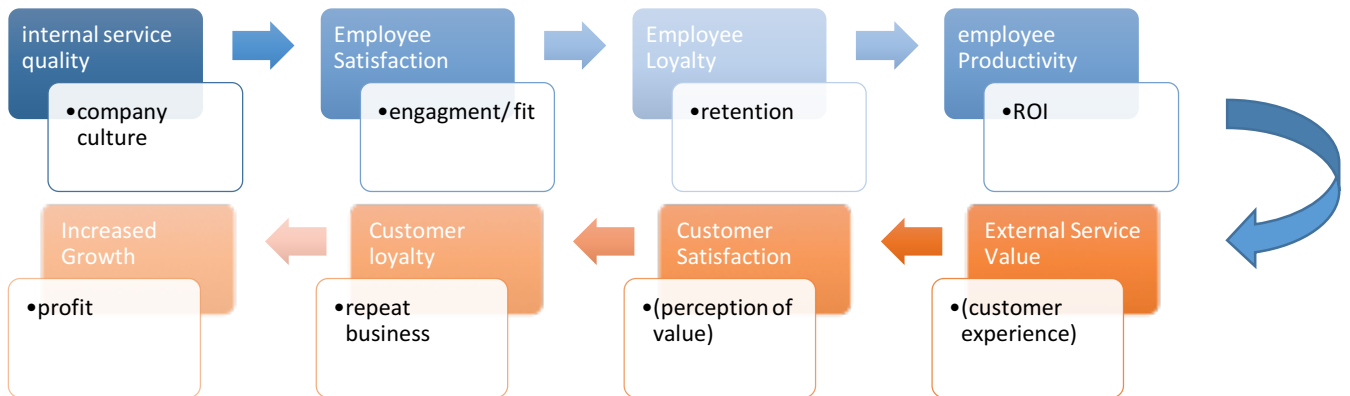 internal service
quality
•company
culture
Employee
Satisfaction
•engagment/ fit
Employee
Loyalty
•retention
employee
Productivity
•ROI
External Service
Value
•(customer
experience)
Customer
Satisfaction
•(perception of
value)
Customer
loyalty
•repeat
business
Increased
Growth
•profit